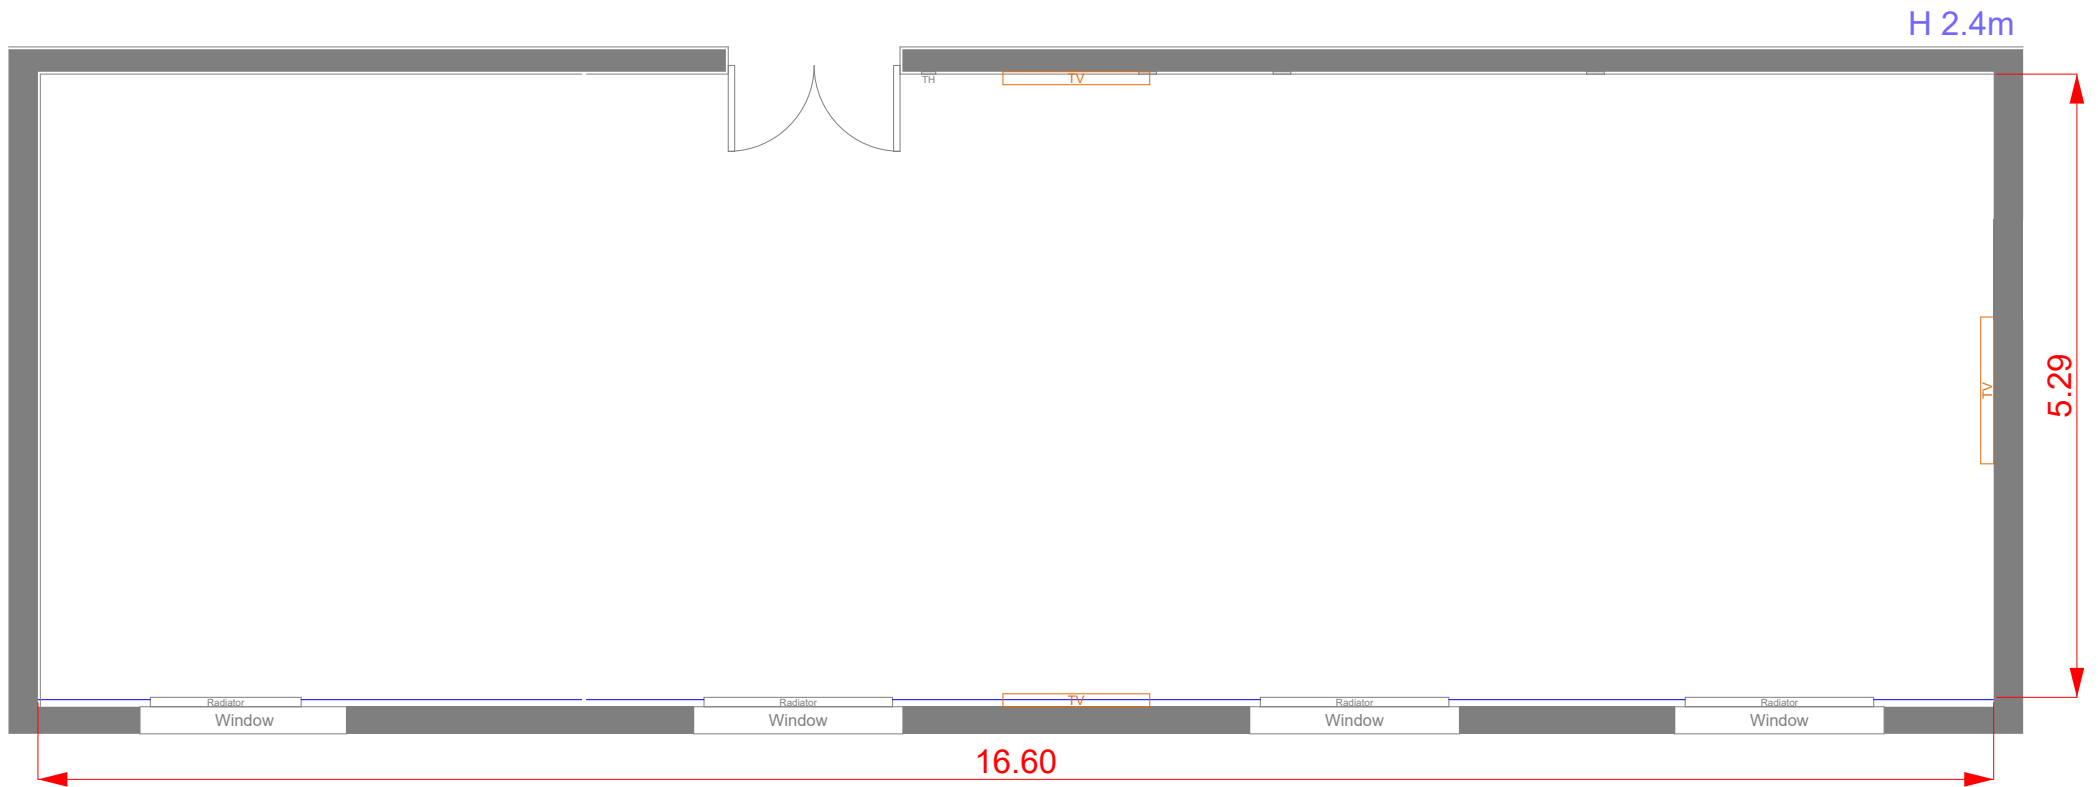 H 2.4m
TH
TV
TV
5.29
Radiator
Radiator
TV
Radiator
Radiator
Window
Window
Window
Window
16.60